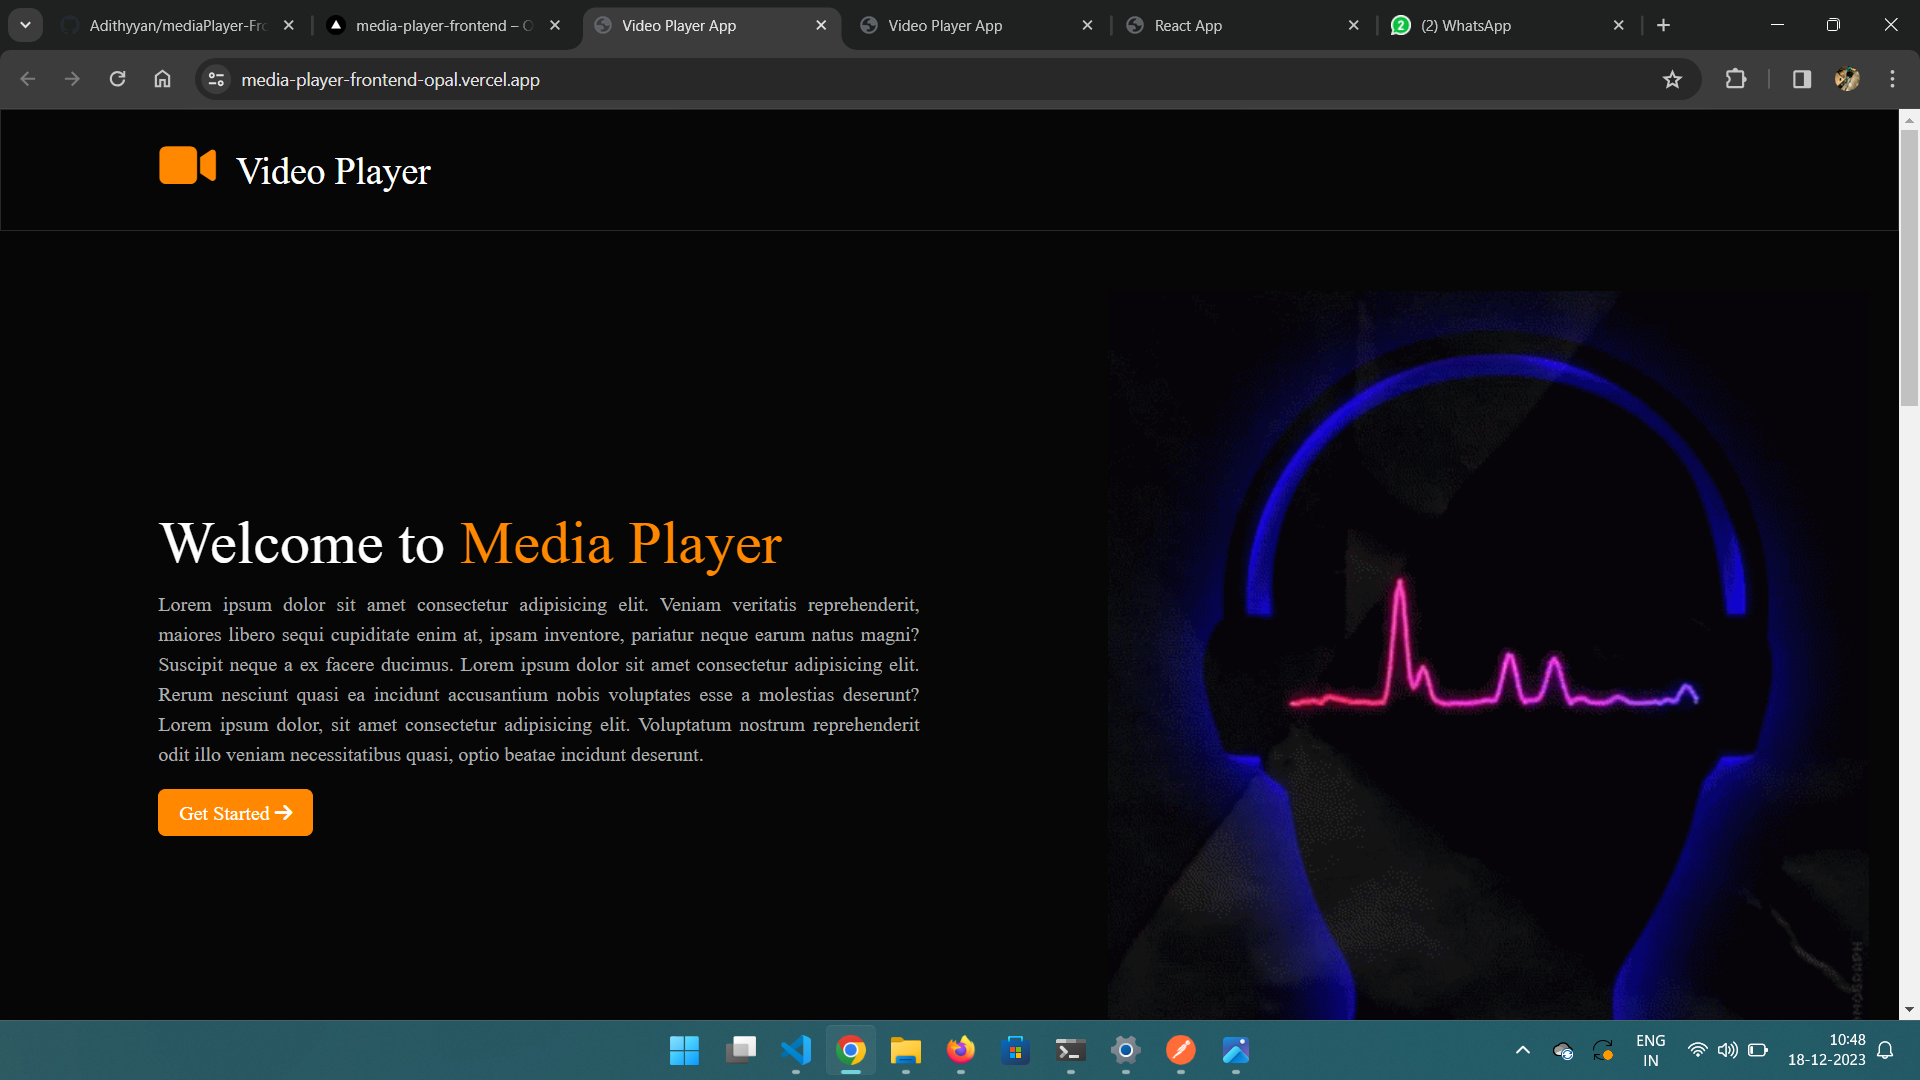 Adithyyan/mediaPlayer-Fro
media-player-frontend – O
Video Player App
Video Player App
React App
2
(2) WhatsApp
media-player-frontend-opal.vercel.app
Video Player
Welcome to Media Player
Lorem ipsum dolor sit amet consectetur adipisicing elit. Veniam veritatis reprehenderit,
maiores libero sequi cupiditate enim at, ipsam inventore, pariatur neque earum natus magni?
Suscipit neque a ex facere ducimus. Lorem ipsum dolor sit amet consectetur adipisicing elit.
Rerum nesciunt quasi ea incidunt accusantium nobis voluptates esse a molestias deserunt?
Lorem ipsum dolor, sit amet consectetur adipisicing elit. Voluptatum nostrum reprehenderit
odit illo veniam necessitatibus quasi, optio beatae incidunt deserunt.
Get Started
ENG
IN
10:48
18-12-2023